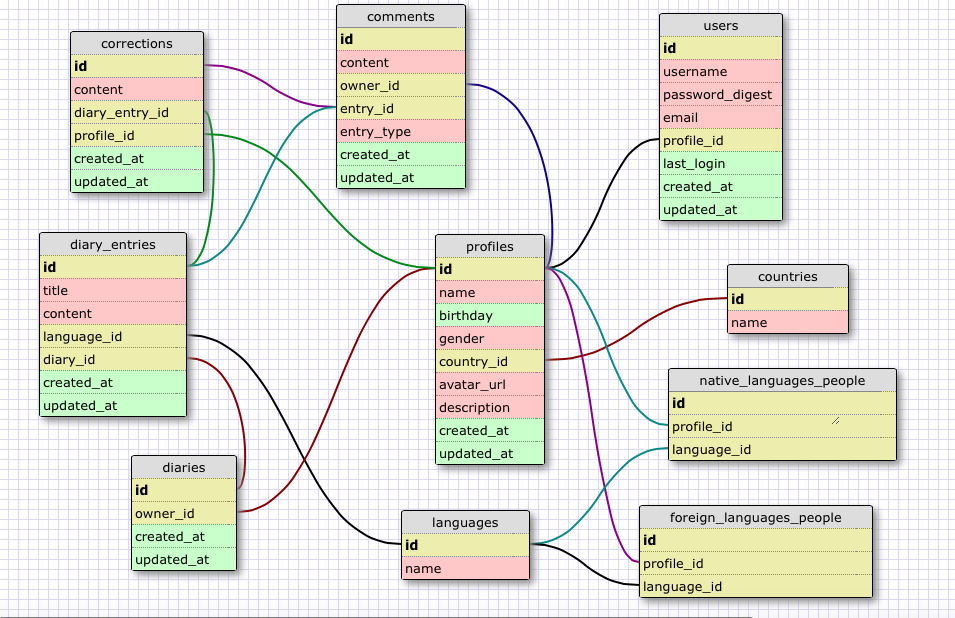 corrections
id
content
diary_entry_id
profile_id
created_at
updated_at
comments
id
content
owner_id
entry_id
entry_type
created_at
updated_at
users
id
username
password_digest
email
profile_id
last_login
created_at
updated_at
diary_entries
id
title
content
language_id
diary_id
created_at
updated_at
profiles
id
name
birthday
gender
country_id
avatar_url
description
created_at
updated_at
countries
id
name
native_languages_people
id
profile_id
language_id
diaries
id
owner_id
created_at
updated_at
languages
id
name
foreign_languages_people
id
profile_id
language_id